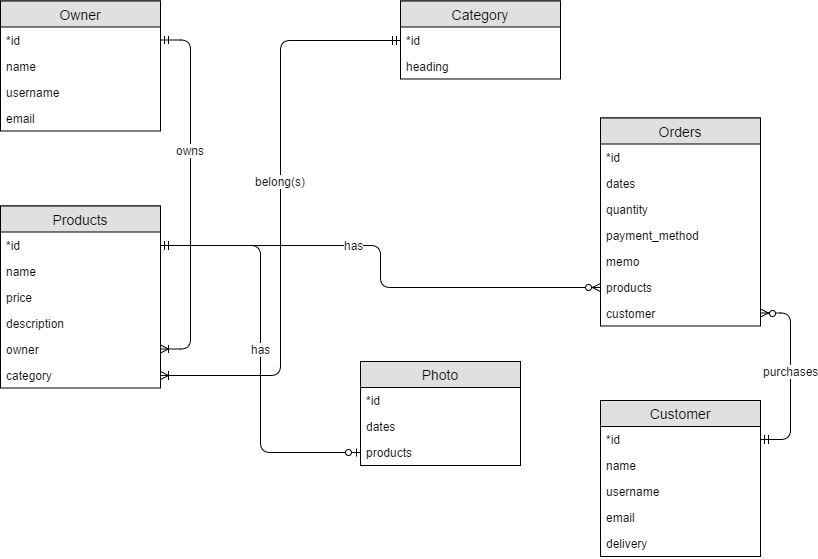 Owner
*id
name
username
email
Category
*id
heading
owns
belong(s)
Orders
*id
dates
quantity
payment_method
memo
products
customer
Products
*id
name
price
description
owner
category
has
has
Photo
*id
dates
products
purchases
Customer
*id
name
username
email
delivery